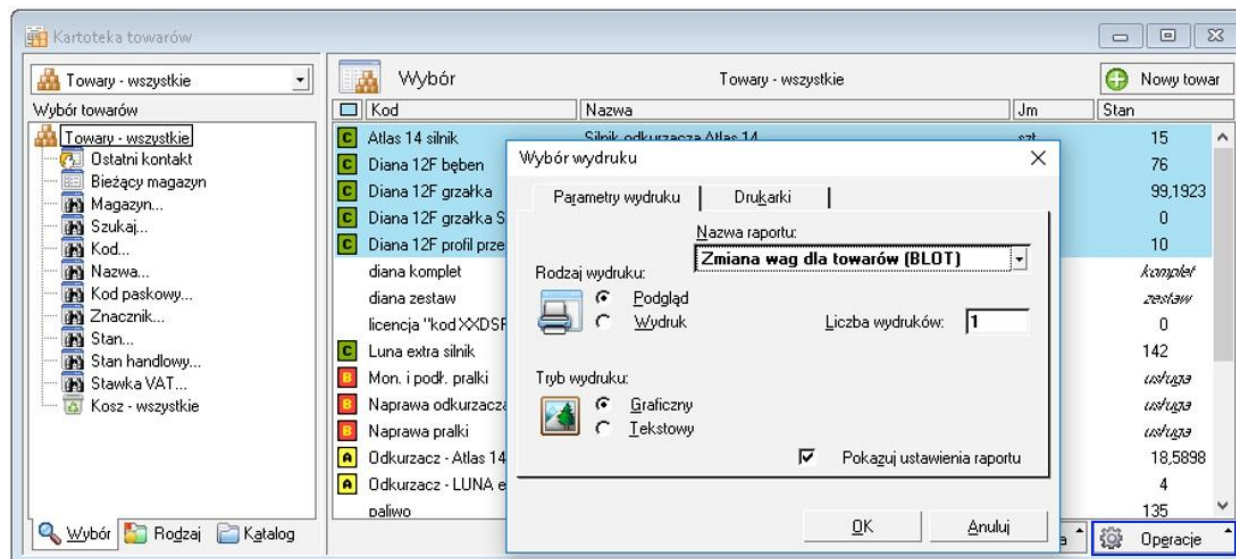 Kartoteka towarów
Towary - wszystkie
Wybór towarów
Towary - wszystkie
Ostatni kontakt
Bieżący magazyn
Magazyn...
Szukaj...
Kod...
Nazwa...
Kod paskowy...
Znacznik...
Stan...
Stan handlowy...
Stawka VAT...
Kosz - wszystkie
Wybór Rodzaj Katalog
Wybór Towary - wszystkie Nowy towar
Kod Nazwa Jm Stan
C Atlas 14 silnik Silnik odkurzacza Atlas 14 szt 15
C Diana 12F bęben 76
C Diana 12F grzałka 99,1923
C Diana 12F grzałka S 0
C Diana 12F profil prze 10
diana komplet komplet
diana zestaw zestaw
licencja "kod XXDSF 0
C Luna extra silnik 142
B Mon. i podł. pralki usługa
B Naprawa odkurzacza usługa
B Naprawa pralki usługa
A Odkurzacz - Atlas 14 18,5898
A Odkurzacz - LUNA e 4
paliwo 135
Operacje
Wybór wydruku
Parametry wydruku Drukarki
Nazwa raportu:
Zmiana wag dla towarów (BLOT)
Rodzaj wydruku:
Podgląd
Wydruk
Liczba wydruków: 1
Tryb wydruku:
Graficzny
Tekstowy
Pokazuj ustawienia raportu
OK Anuluj